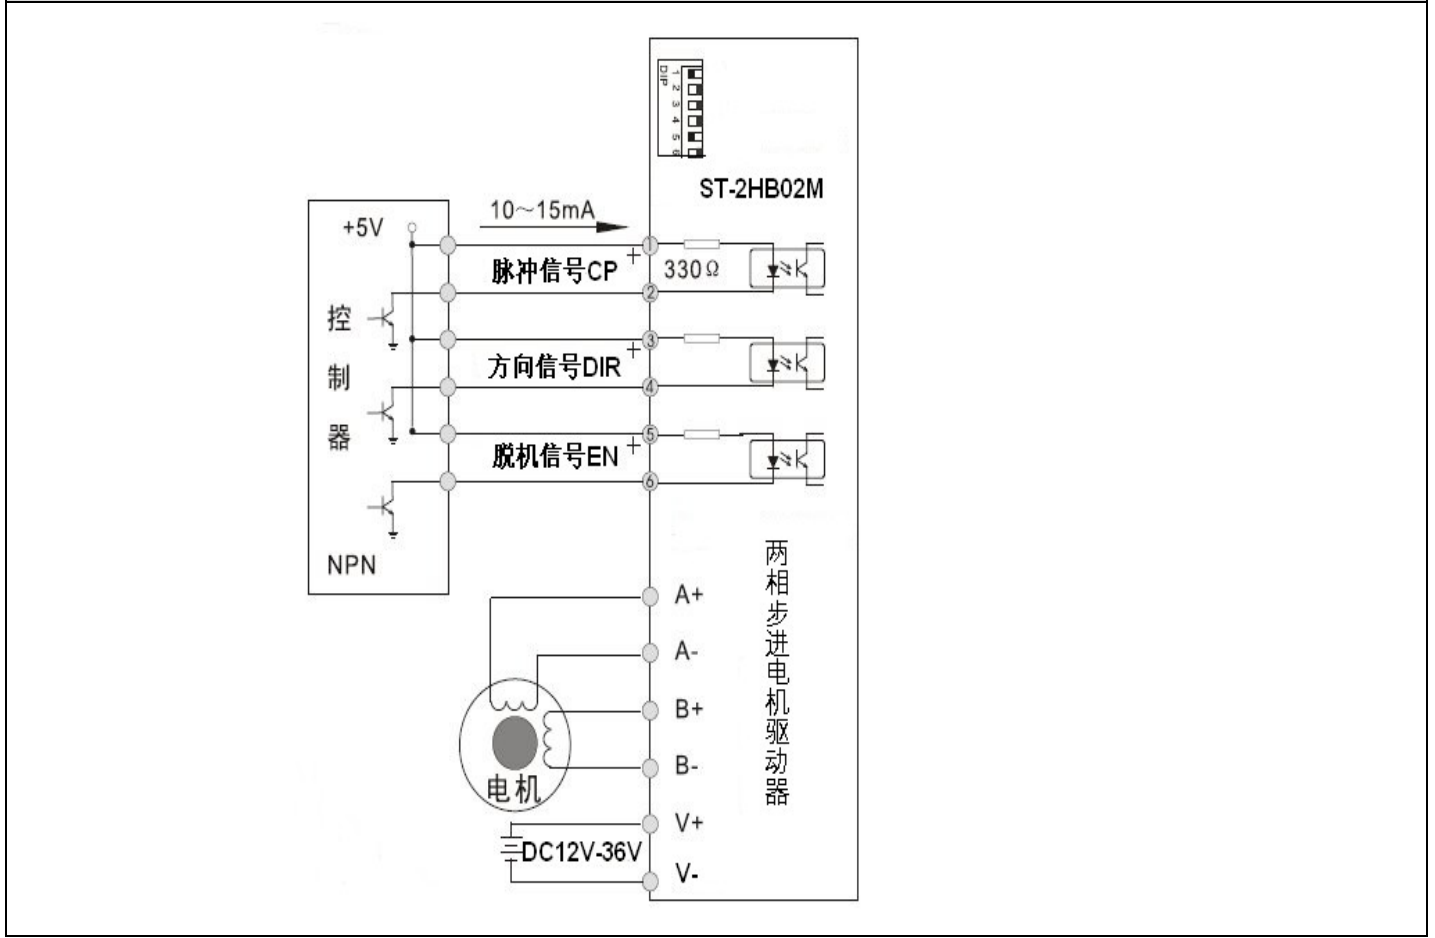 DIP
1
2
3
4
5
6
ST-2HB02M
10～15mA
+5V
1
+
330Ω
脉冲信号CP
2
控制器
3
+
方向信号DIR
4
5
+
脱机信号EN
6
NPN
两相步进电机驱动器
A+
A-
B+
B-
电机
V+
DC12V-36V
V-